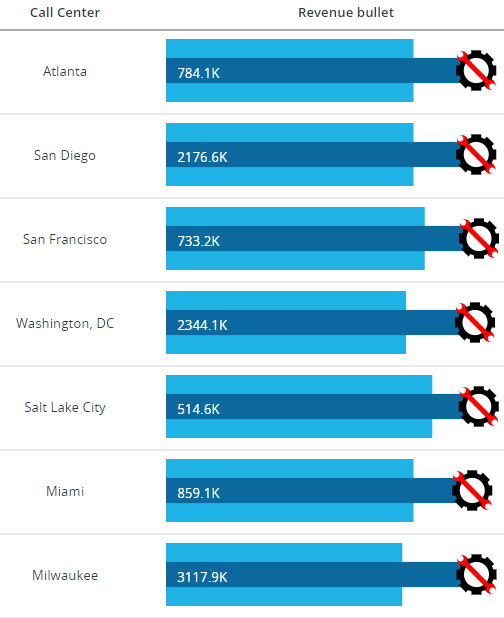 Call Center Revenue bullet
Atlanta 784.1K
San Diego 2176.6K
San Francisco 733.2K
Washington, DC 2344.1K
Salt Lake City 514.6K
Miami 859.1K
Milwaukee 3117.9K